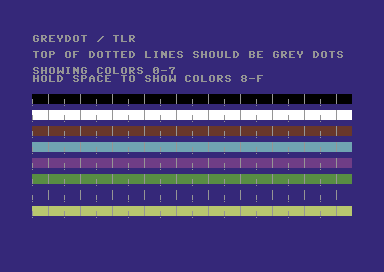 GREYDOT / TLR
TOP OF DOTTED LINES SHOULD BE GREY DOTS
SHOWING COLORS 0-7
HOLD SPACE TO SHOW COLORS 8-F